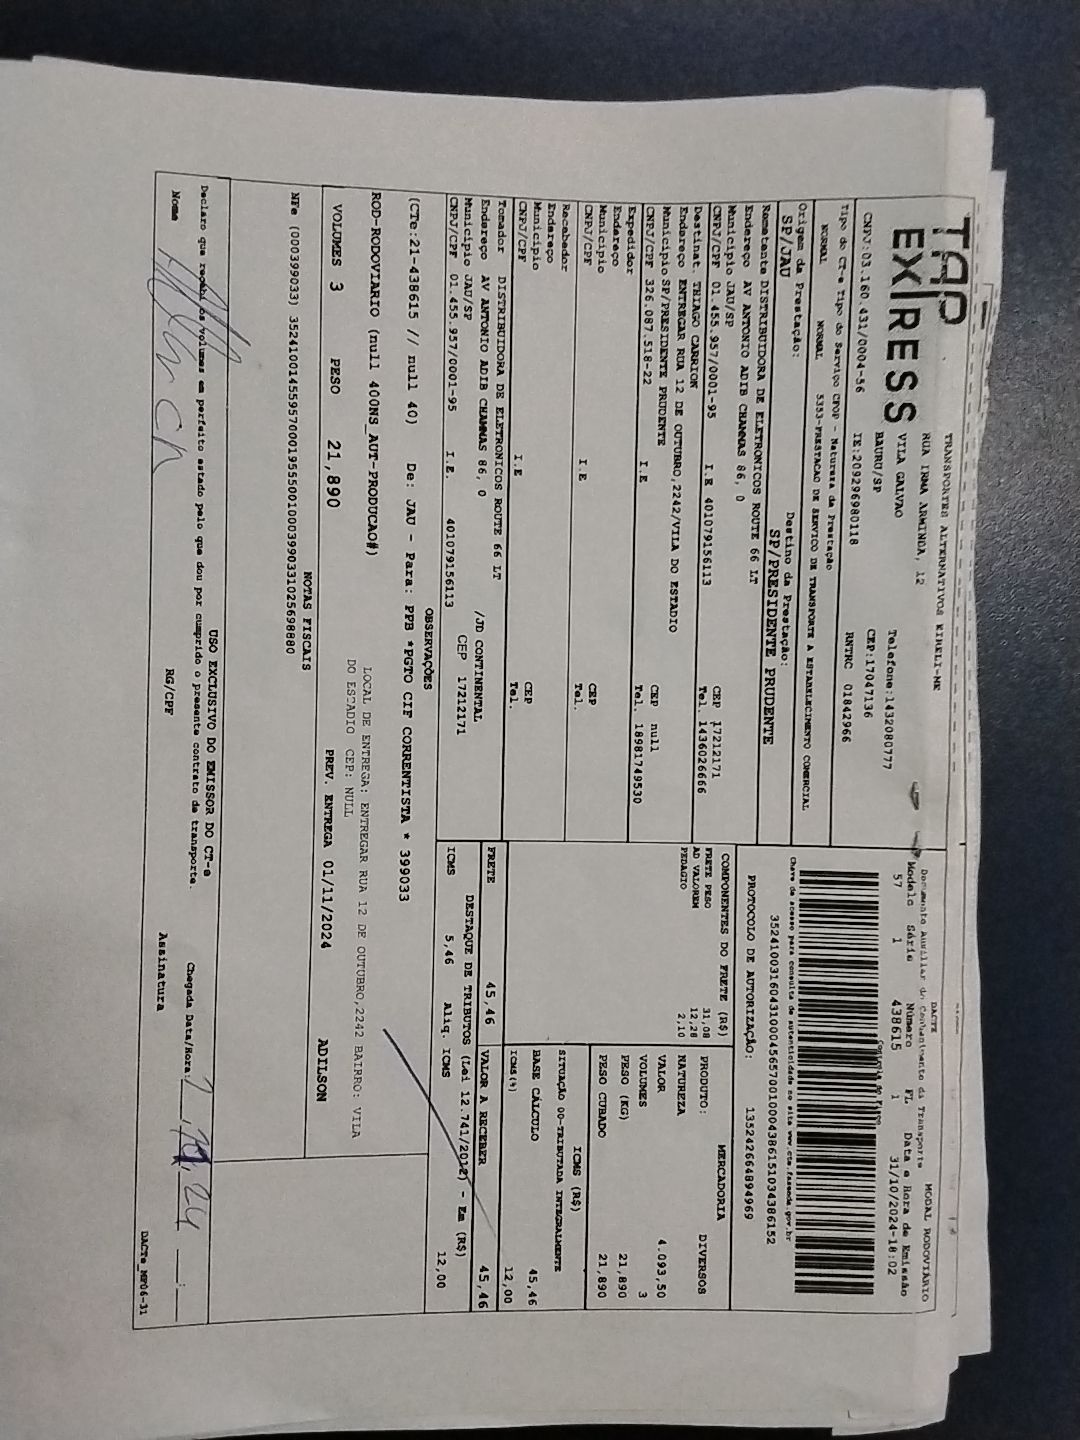 TAP
EX/RESS
TRANSPORTES ALTERNATIVOS EIRELI-ME
RUA IRMA ARMINDA, 12
VILA GALVAO
BAURU/SP
Telefone:1432080777
CEP:17047136
CNPJ:03.160.431/0004-56
IE:209296980118
RNTRC 01842966
DACTE
MODAL RODOVIÁRIO
Documento Auxiliar do Conhecimento de Transporte
Modelo Série Número FL Data e Hora de Emissão
57 1 438615 1 31/10/2024-18:02
Controle do Fisco
Chave de acesso para consulta de autenticidade no site www.cte.fazenda.gov.br
PROTOCOLO DE AUTORIZAÇÃO: 135242664894969
Tipo do CT-e Tipo do Serviço CFOP - Natureza da Prestação
NORMAL NORMAL 5353-PRESTACAO DE SERVICO DE TRANSPORTE A ESTABELECIMENTO COMERCIAL
Origem da Prestação: Destino da Prestação:
SP/JAU SP/PRESIDENTE PRUDENTE
Remetente DISTRIBUIDORA DE ELETRONICOS ROUTE 66 LT
Endereço AV ANTONIO ADIB CHAMMAS 86, 0
Município JAU/SP CEP 17212171
CNPJ/CPF 01.455.957/0001-95 I.E 401079156113 Tel. 1436026666
Destinat. THIAGO CARRION
Endereço ENTREGAR RUA 12 DE OUTUBRO,2242/VILA DO ESTADIO
Município SP/PRESIDENTE PRUDENTE CEP null
CNPJ/CPF 326.087.518-22 I.E Tel. 18981749530
Expedidor
Endereço
Município CEP
CNPJ/CPF I.E Tel.
Recebedor
Endereço
Município CEP
CNPJ/CPF I.E Tel.
Tomador DISTRIBUIDORA DE ELETRONICOS ROUTE 66 LT
Endereço AV ANTONIO ADIB CHAMMAS 86, 0 /JD CONTINENTAL
Município JAU/SP CEP 17212171
CNPJ/CPF 01.455.957/0001-95 I.E. 401079156113
COMPONENTES DO FRETE (R$)
FRETE PESO 31,08
AD VALOREM 12,28
PEDAGIO 2,10
MERCADORIA
PRODUTO: DIVERSOS
NATUREZA
VALOR 4.093,50
VOLUMES 3
PESO (KG) 21,890
PESO CUBADO 21,890
ICMS (R$)
SITUAÇÃO 00-TRIBUTADA INTEGRALMENTE
BASE CÁLCULO 45,46
ICMS(%) 12,00
FRETE 45,46 VALOR A RECEBER 45,46
DESTAQUE DE TRIBUTOS (Lei 12.741/2012) - Em (R$)
ICMS 5,46 Aliq. ICMS 12,00
OBSERVAÇÕES
(CTe:21-438615 // null 40) De: JAU - Para: PPB *PGTO CIF CORRENTISTA * 399033
ROD-RODOVIARIO (null 400NS_AUT-PRODUCAO#)
LOCAL DE ENTREGA: ENTREGAR RUA 12 DE OUTUBRO,2242 BAIRRO: VILA
DO ESTADIO CEP: NULL
VOLUMES 3 PESO 21,890 PREV. ENTREGA 01/11/2024 ADILSON
NOTAS FISCAIS
USO EXCLUSIVO DO EMISSOR DO CT-e
Declaro que recebi os volumes em perfeito estado pelo que dou por cumprido o presente contrato de transporte. Chegada Data/Hora:
Nome RG/CPF Assinatura
DACTe_MP06-31